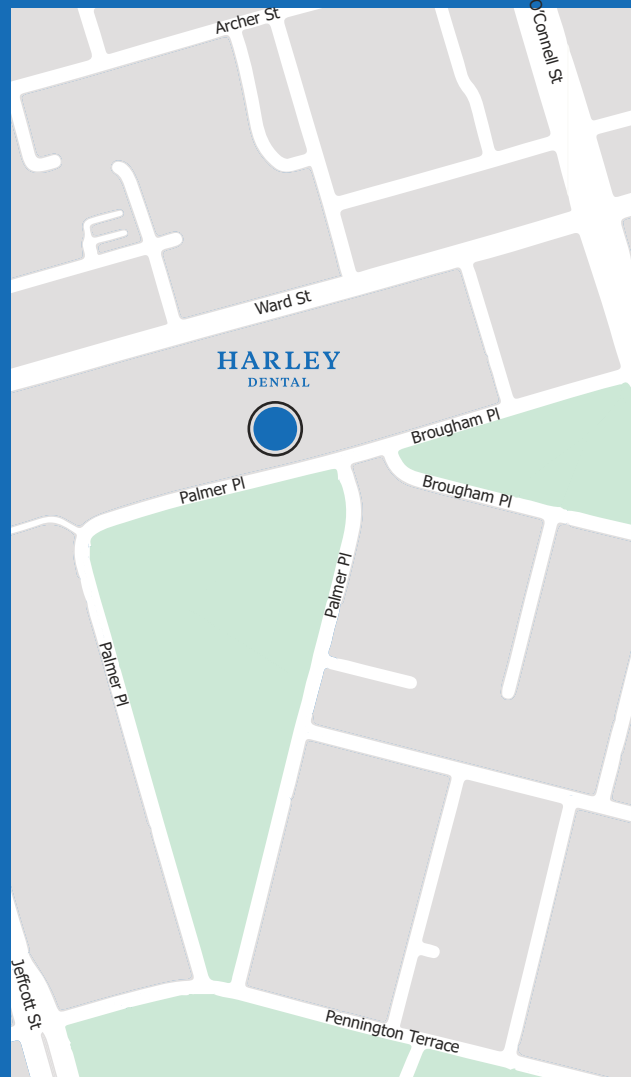 O'Connell St
Archer St
Ward St
HARLEY
DENTAL
Brougham Pl
Palmer Pl
Brougham Pl
Palmer Pl
Palmer Pl
Jeffcott St
Pennington Terrace